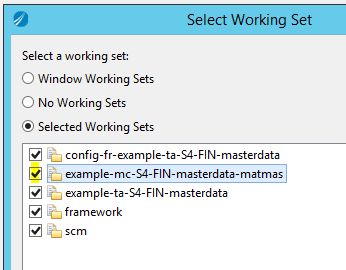 Select Working Set
Select a working set:
Window Working Sets
No Working Sets
Selected Working Sets
config-fr-example-ta-S4-FIN-masterdata
example-mc-S4-FIN-masterdata-matmas
example-ta-S4-FIN-masterdata
framework
scm